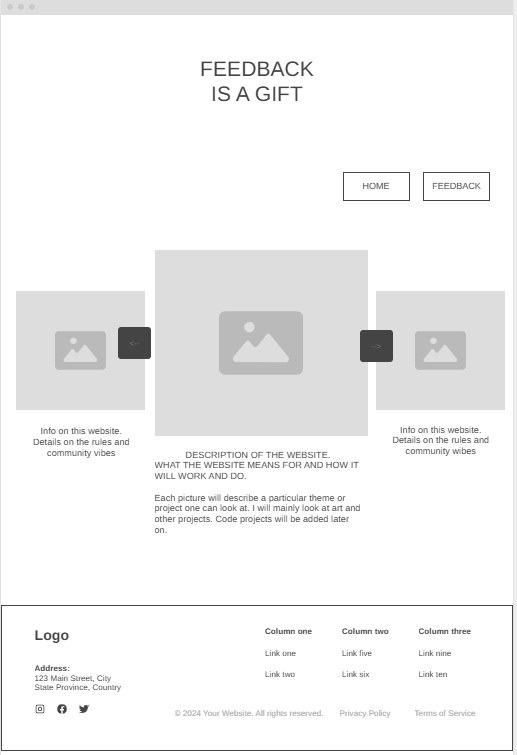 FEEDBACK
IS A GIFT
HOME
FEEDBACK
<--
-->
Info on this website.
Details on the rules and
community vibes
DESCRIPTION OF THE WEBSITE.
WHAT THE WEBSITE MEANS FOR AND HOW IT
WILL WORK AND DO.
Each picture will describe a particular theme or
project one can look at. I will mainly look at art and
other projects. Code projects will be added later
on.
Info on this website.
Details on the rules and
community wibes
Logo
Address:
123 Main Street, City
State Province, Country
Column one
Link one
Link two
Column two
Link five
Link six
Column three
Link nine
Link ten
© 2024 Your Website. All rights reserved.
Privacy Policy
Terms of Service